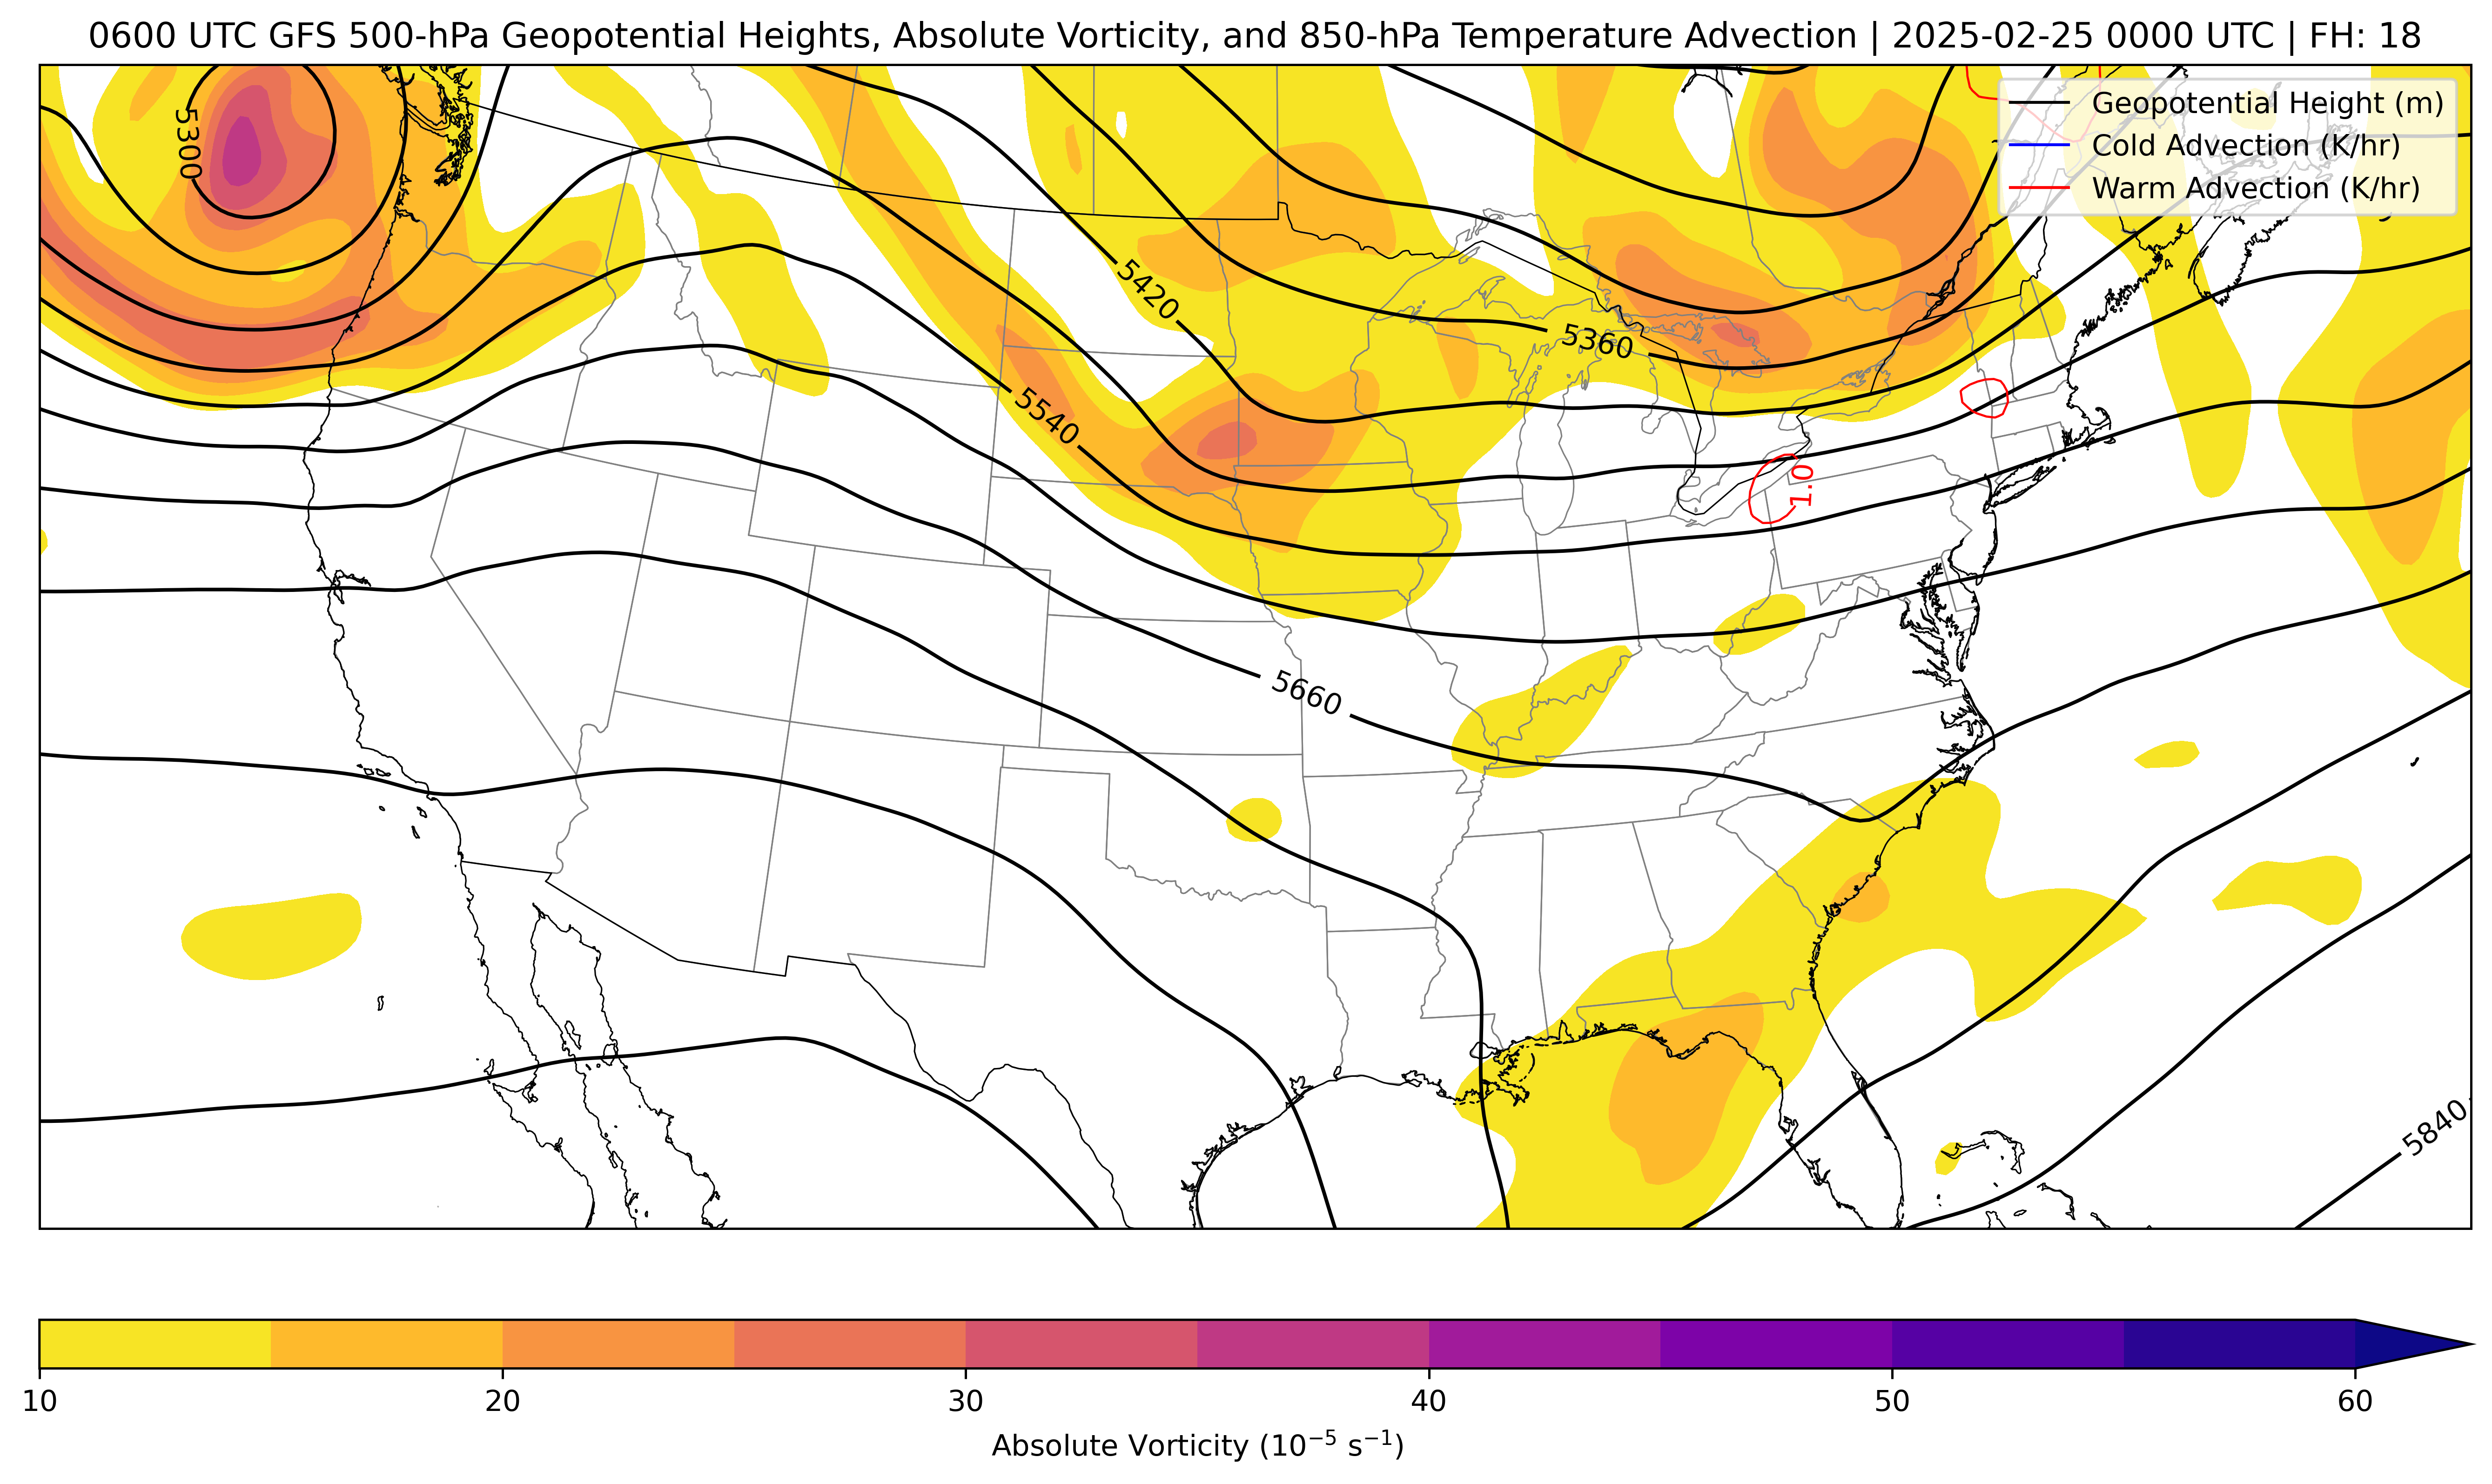 0600 UTC GFS 500-hPa Geopotential Heights, Absolute Vorticity, and 850-hPa Temperature Advection | 2025-02-25 0000 UTC | FH: 18
Geopotential Height (m)
Cold Advection (K/hr)
Warm Advection (K/hr)
5300
5420
5360
5540
1.0
5660
5840
10 20 30 40 50 60
Absolute Vorticity (10⁻⁵ s⁻¹)